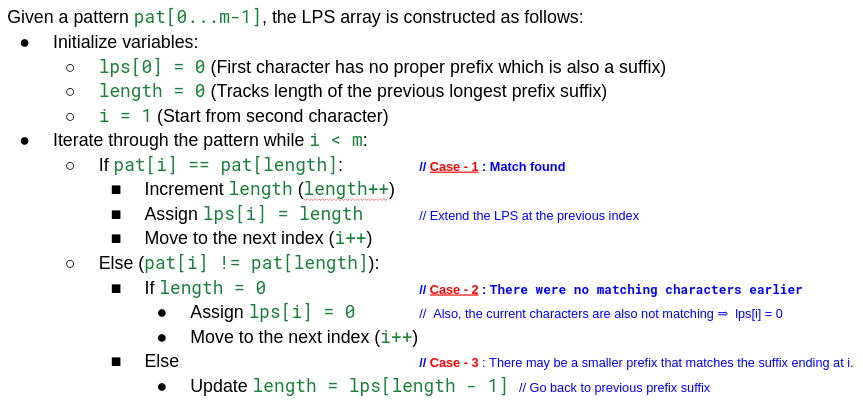 Given a pattern pat[0...m-1], the LPS array is constructed as follows:
● Initialize variables:
○ lps[0] = 0 (First character has no proper prefix which is also a suffix)
○ length = 0 (Tracks length of the previous longest prefix suffix)
○ i = 1 (Start from second character)
● Iterate through the pattern while i < m:
○ If pat[i] == pat[length]: // Case - 1 : Match found
■ Increment length (length++)
■ Assign lps[i] = length // Extend the LPS at the previous index
■ Move to the next index (i++)
○ Else (pat[i] != pat[length]):
■ If length = 0 // Case - 2 : There were no matching characters earlier
● Assign lps[i] = 0 // Also, the current characters are also not matching ⇒ lps[i] = 0
● Move to the next index (i++)
■ Else // Case - 3 : There may be a smaller prefix that matches the suffix ending at i.
● Update length = lps[length - 1] // Go back to previous prefix suffix